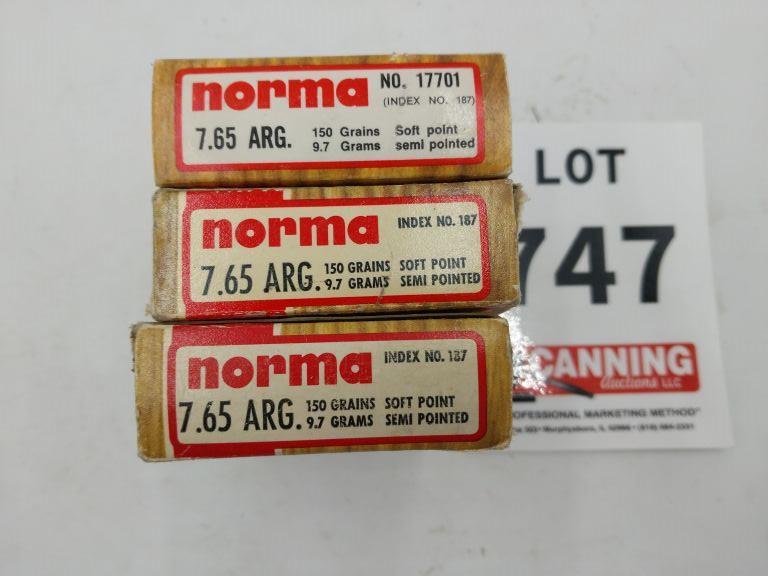 norma NO. 17701
(INDEX NO. 187)
7.65 ARG. 150 Grains Soft point
9.7 Grams semi pointed
norma INDEX NO. 187
7.65 ARG. 150 GRAINS SOFT POINT
9.7 GRAMS SEMI POINTED
norma INDEX NO. 187
7.65 ARG. 150 GRAINS SOFT POINT
9.7 GRAMS SEMI POINTED
LOT
747
CANNING
Auctions LLC
PROFESSIONAL MARKETING METHOD"
Murphysboro, IL